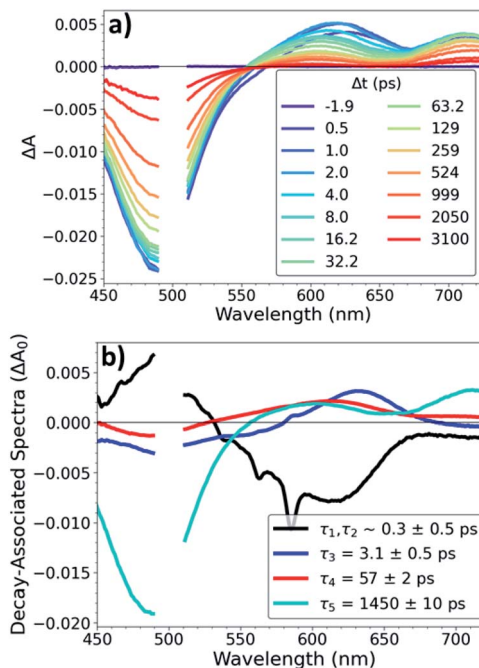 a)
0.005
0.000
-0.005
-0.010
-0.015
-0.020
-0.025
ΔA
Δt (ps)
-1.9 63.2
0.5 129
1.0 259
2.0 524
4.0 999
8.0 2050
16.2 3100
32.2
450 500 550 600 650 700
Wavelength (nm)
b)
0.005
0.000
-0.005
-0.010
-0.015
-0.020
Decay-Associated Spectra (ΔA₀)
τ₁,τ₂ ~ 0.3 ± 0.5 ps
τ₃ = 3.1 ± 0.5 ps
τ₄ = 57 ± 2 ps
τ₅ = 1450 ± 10 ps
450 500 550 600 650 700
Wavelength (nm)